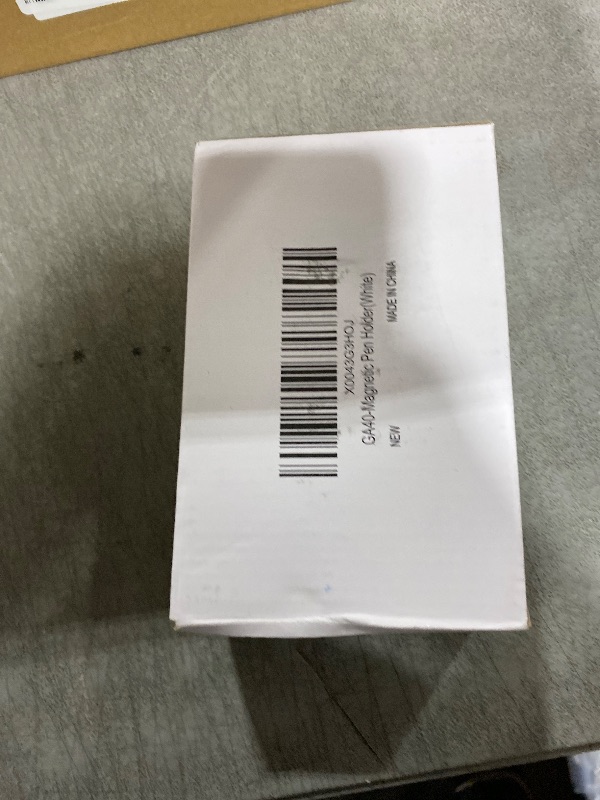 X0043G3HOJ
GA40-Magnetic Pen Holder(White)
NEW
MADE IN CHINA